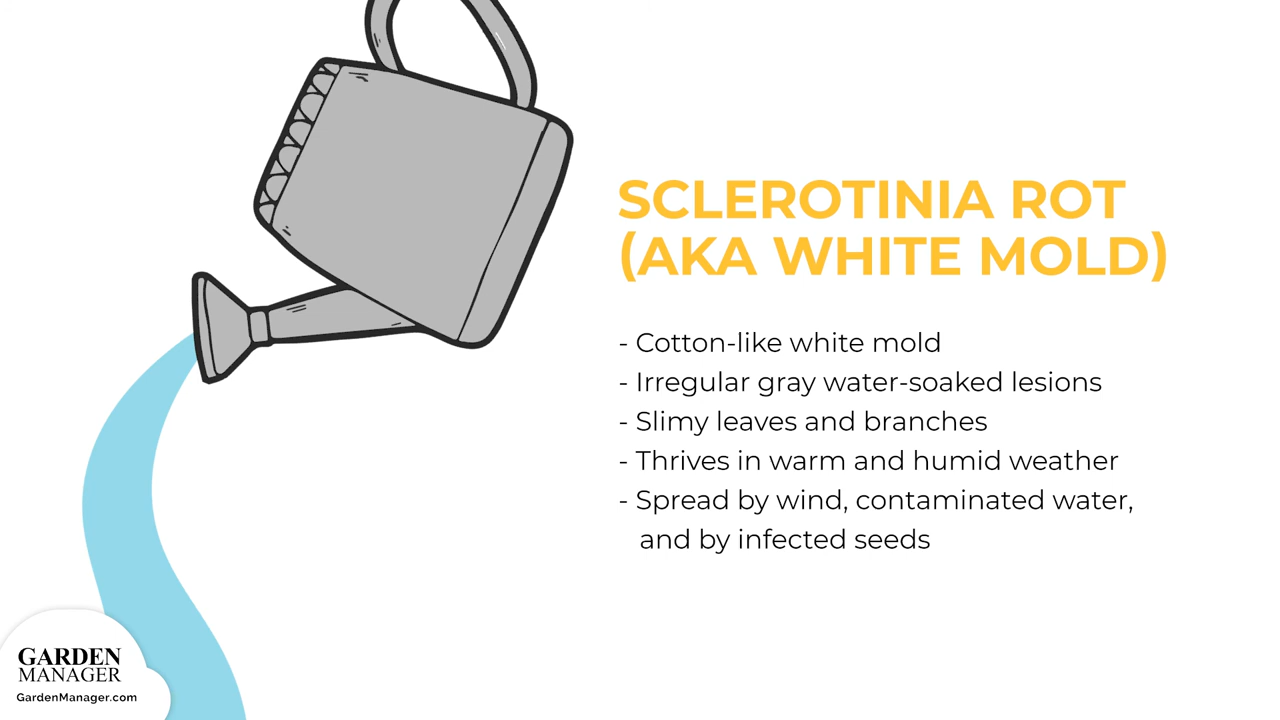 SCLEROTINIA ROT
(AKA WHITE MOLD)
- Cotton-like white mold
- Irregular gray water-soaked lesions
- Slimy leaves and branches
- Thrives in warm and humid weather
- Spread by wind, contaminated water,
and by infected seeds
GARDEN
MANAGER
GardenManager.com